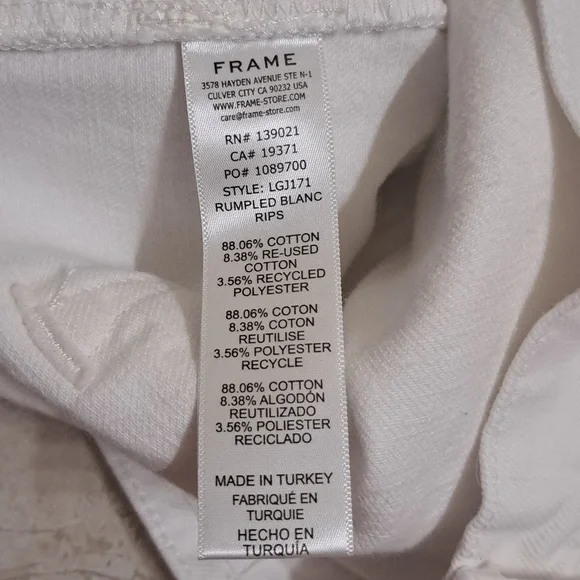 FRAME
3578 HAYDEN AVENUE STE N-1
CULVER CITY CA 90232 USA
WWW.FRAME-STORE.COM
care@frame-store.com
RN# 139021
CA# 19371
PO# 1089700
STYLE: LGJ171
RUMPLED BLANC
RIPS
88.06% COTTON
8.38% RE-USED
COTTON
3.56% RECYCLED
POLYESTER
88.06% COTTON
8.38% COTON
REUTILISE
3.56% POLYESTER
RECYCLE
88.06% COTTON
8.38% ALGODÓN
REUTILIZADO
3.56% POLIESTER
RECICLADO
MADE IN TURKEY
FABRIQUÉ EN
TURQUIE
HECHO EN
TURQUÍA